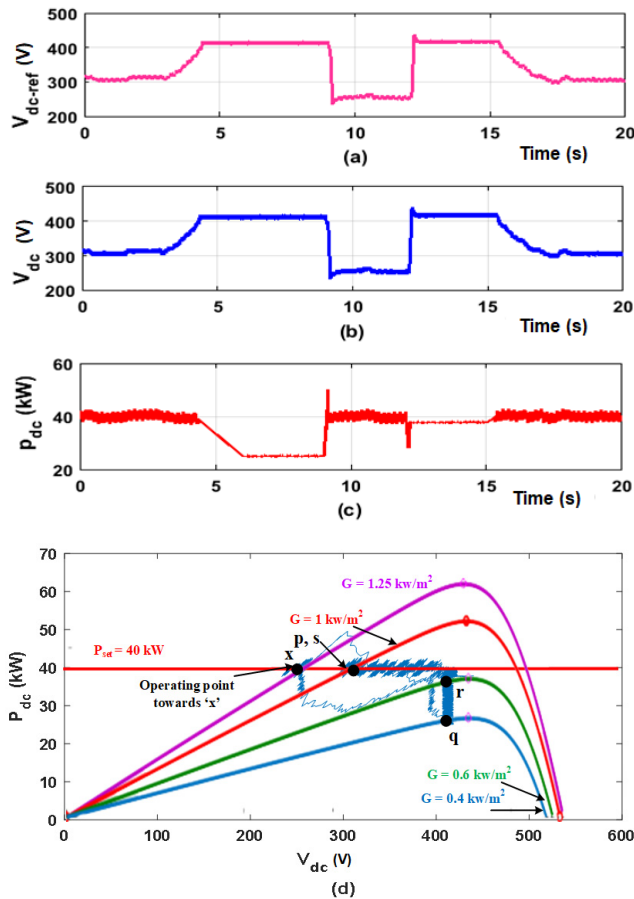 500
400
300
200
V_dc-ref (V)
0 5 10 15 20
(a)
Time (s)
500
400
300
200
V_dc (V)
0 5 10 15 20
(b)
Time (s)
60
40
20
p_dc (kW)
0 5 10 15 20
(c)
Time (s)
70
60
50
40
30
20
10
0
P_dc (kW)
G = 1.25 kw/m²
G = 1 kw/m²
P_set = 40 kW
p, s
x
Operating point
towards ‘x’
r
q
G = 0.6 kw/m²
G = 0.4 kw/m²
0 100 200 300 400 500 600
V_dc (V)
(d)